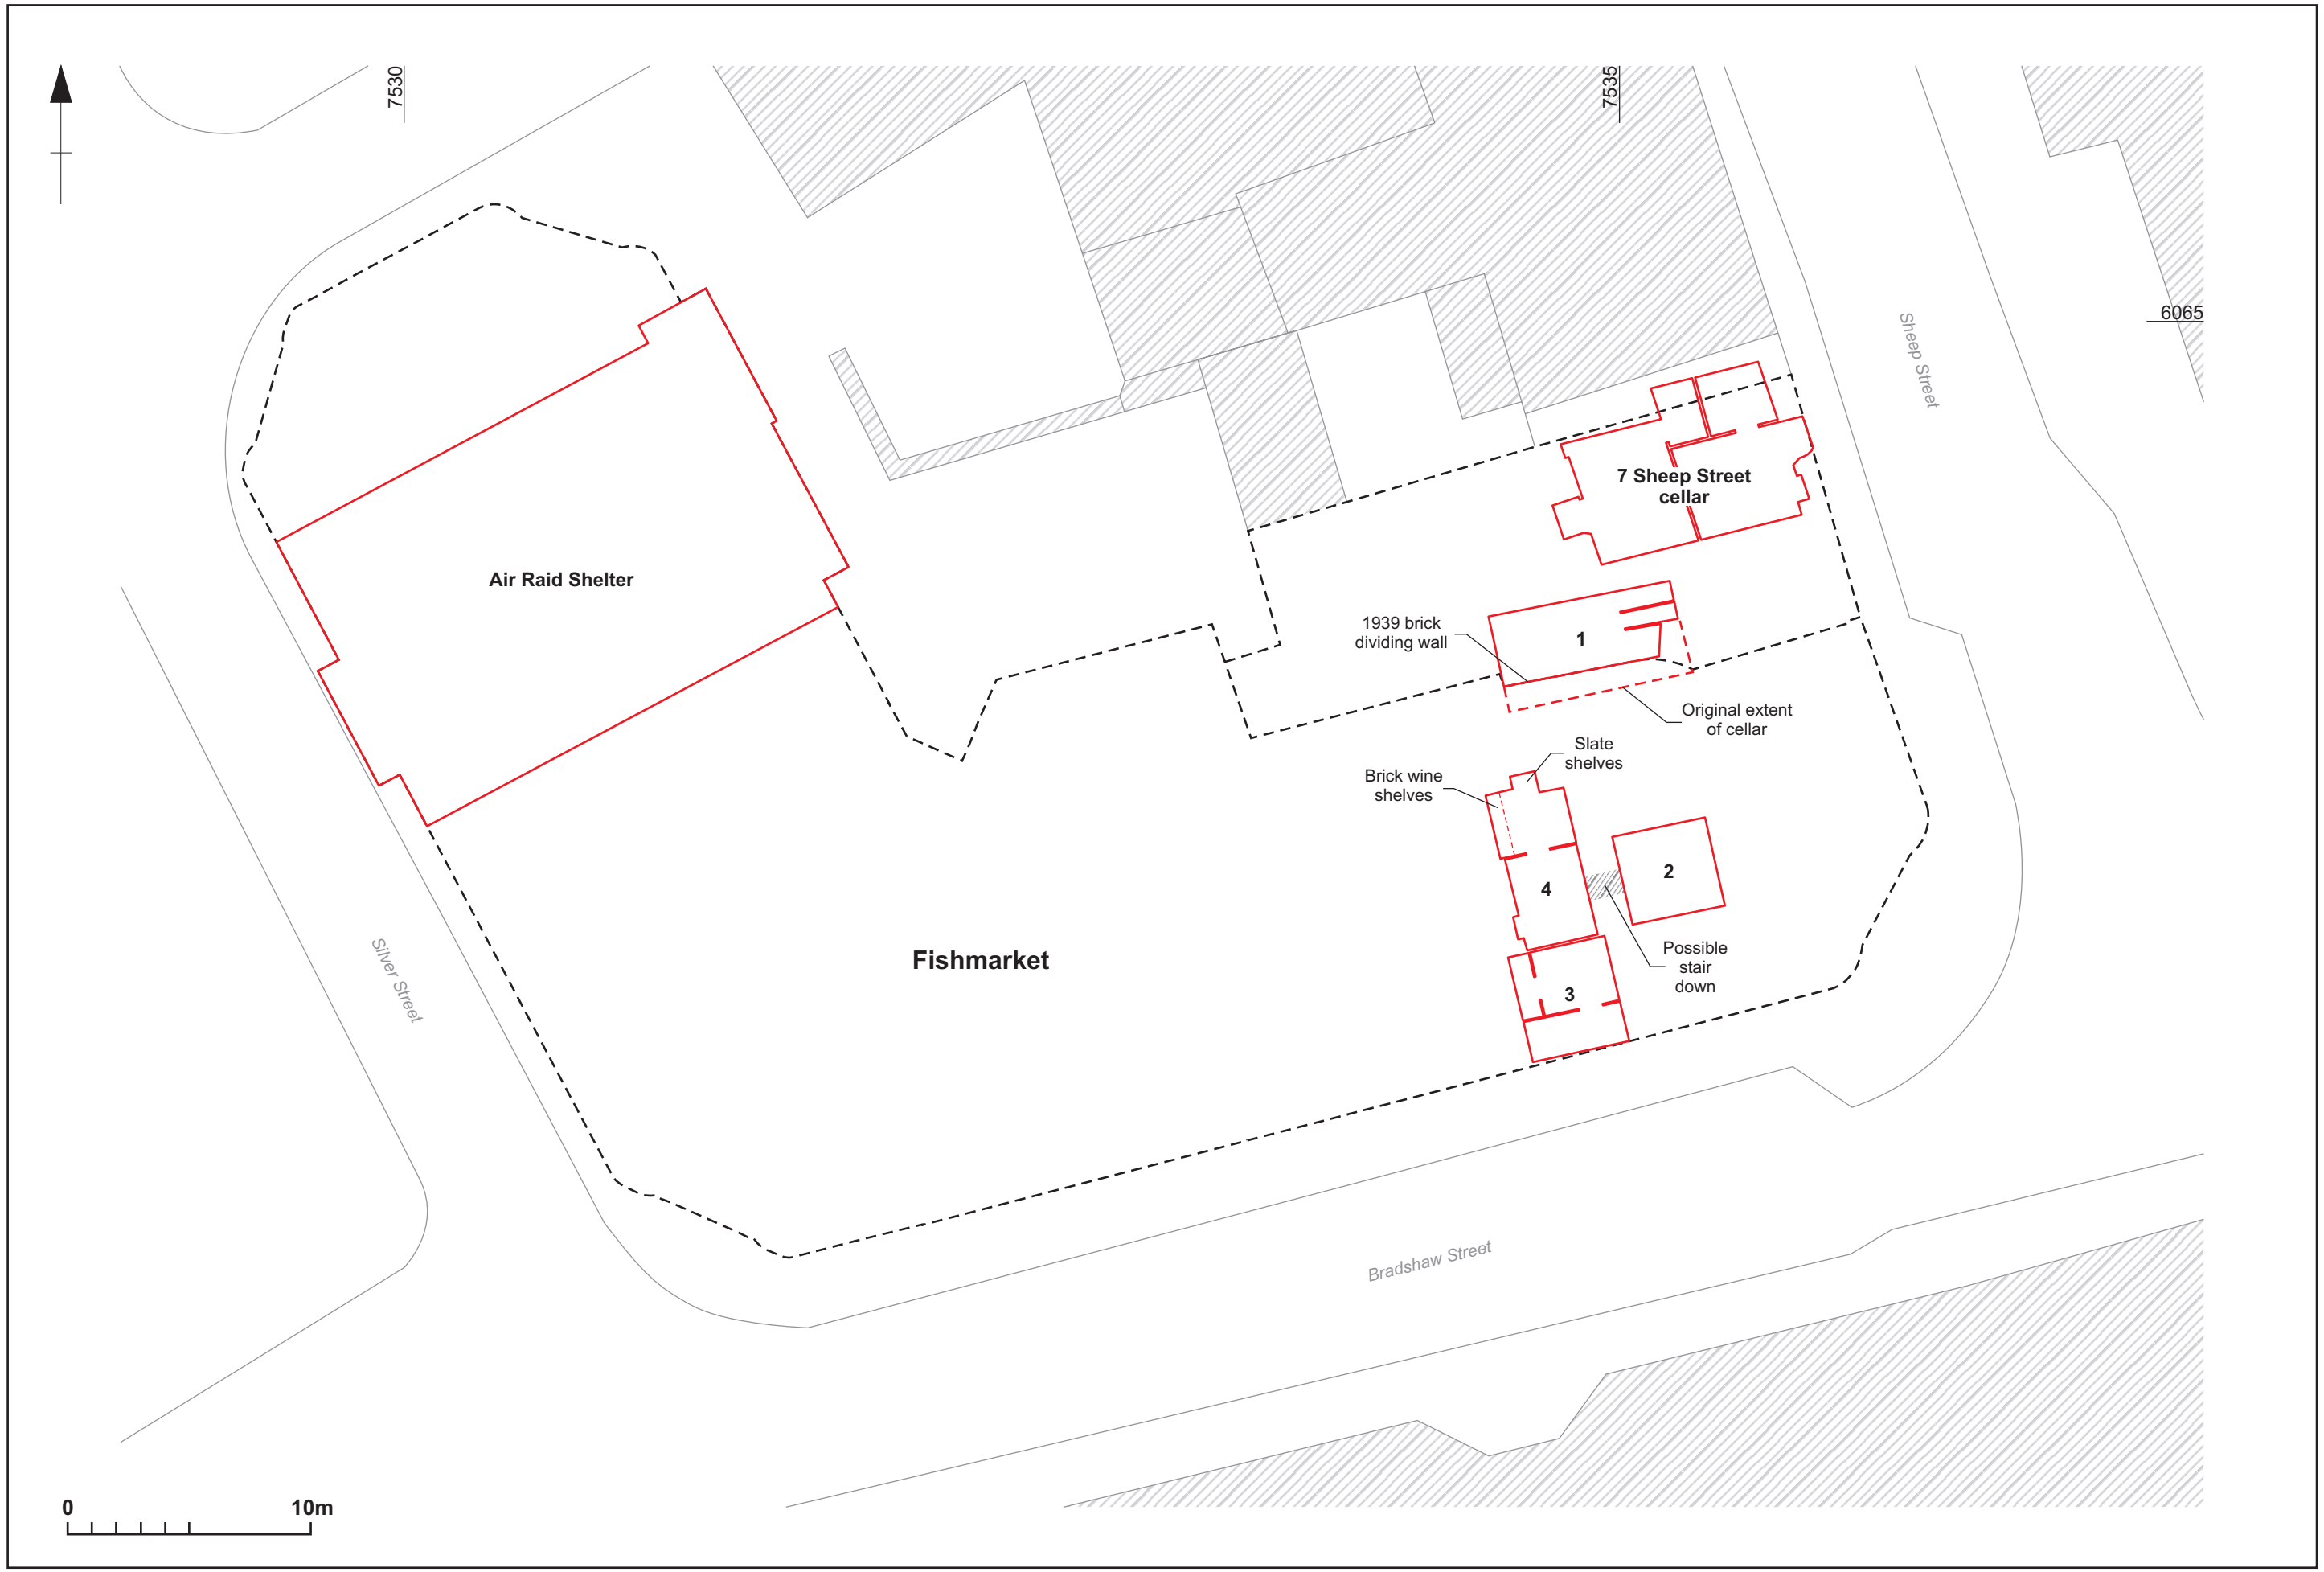 7530
7535
6065
Sheep Street
7 Sheep Street
cellar
Air Raid Shelter
1939 brick
dividing wall
1
Original extent
of cellar
Slate
shelves
Brick wine
shelves
2
4
Possible
stair
down
3
Fishmarket
Silver Street
Bradshaw Street
0 10m